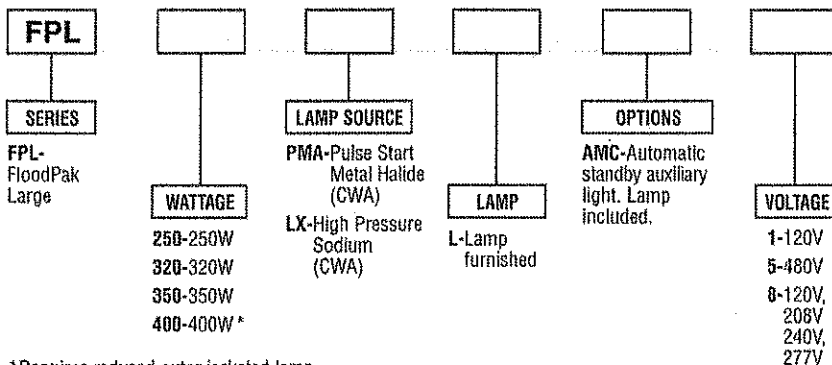 FPL
SERIES
FPL-
FloodPak
Large
WATTAGE
250-250W
320-320W
350-350W
400-400W*
LAMP SOURCE
PMA-Pulse Start
Metal Halide
(CWA)
LX-High Pressure
Sodium
(CWA)
LAMP
L-Lamp
furnished
OPTIONS
AMC-Automatic
standby auxiliary
light. Lamp
included.
VOLTAGE
1-120V
5-480V
8-120V,
208V
240V,
277V